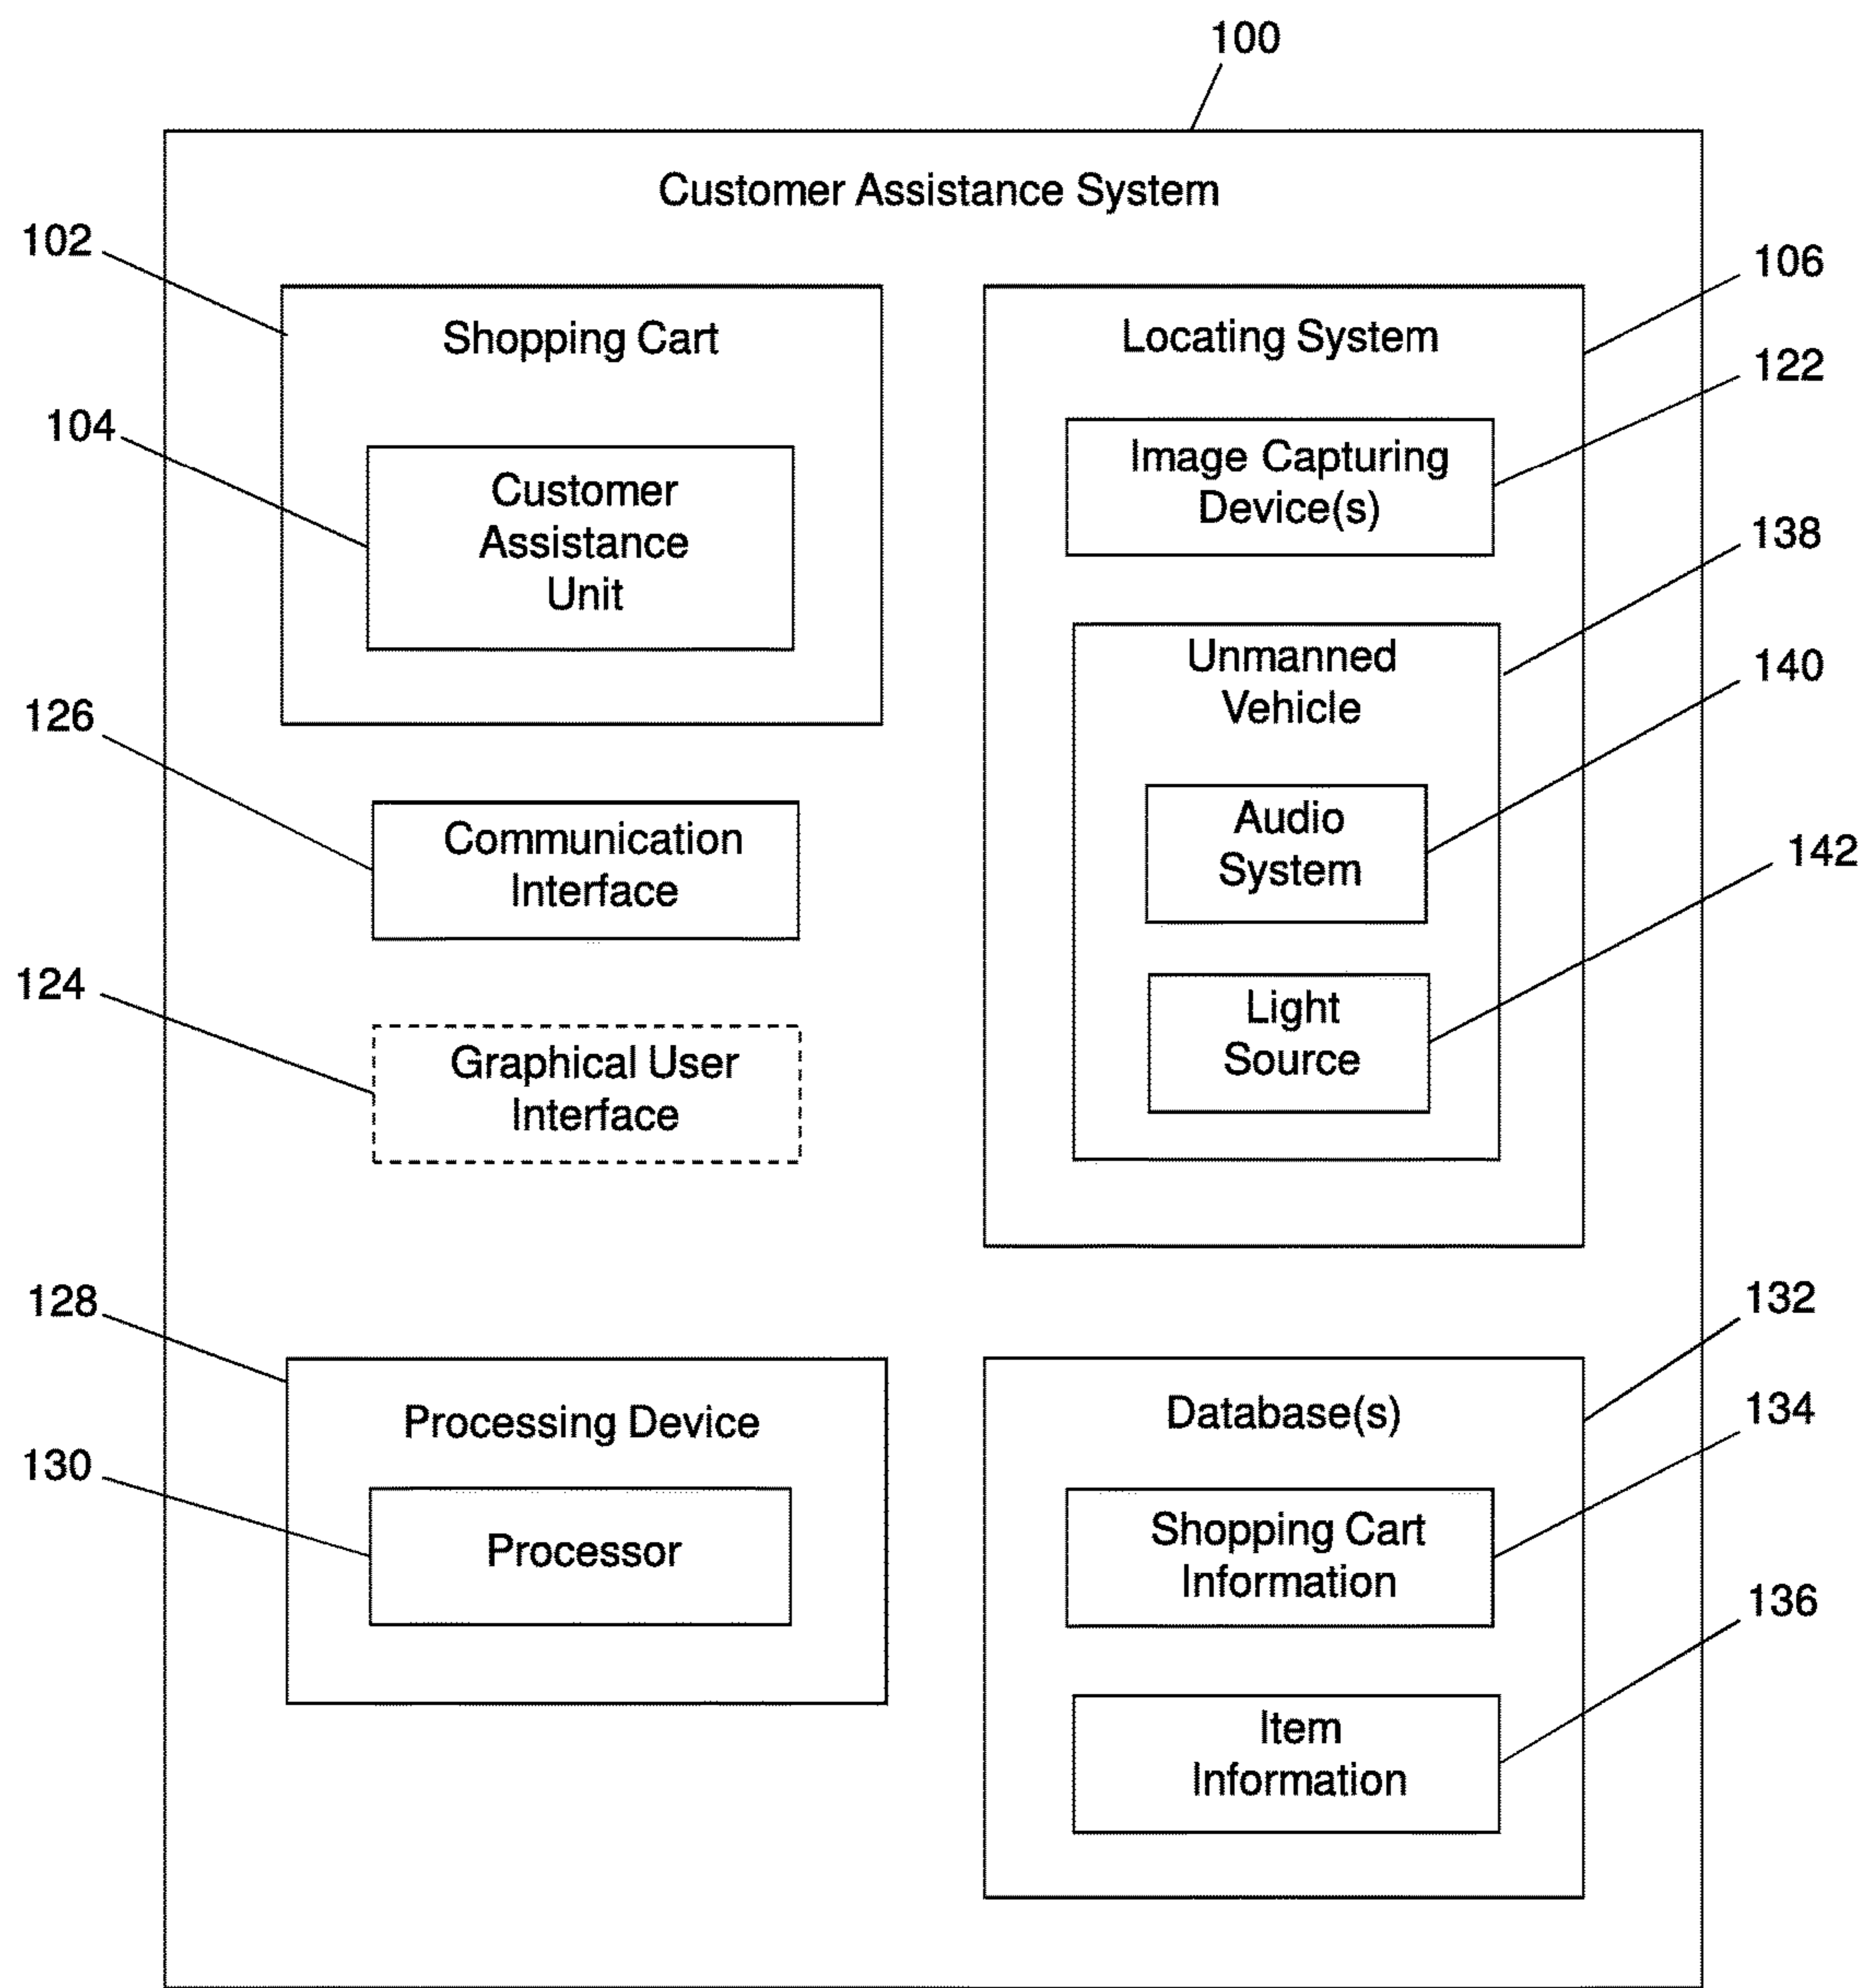 100
Customer Assistance System
102
Shopping Cart
104
Customer
Assistance
Unit
126
Communication
Interface
124
Graphical User
Interface
128
Processing Device
130
Processor
106
Locating System
122
Image Capturing
Device(s)
138
Unmanned
Vehicle
140
Audio
System
142
Light
Source
132
Database(s)
134
Shopping Cart
Information
136
Item
Information